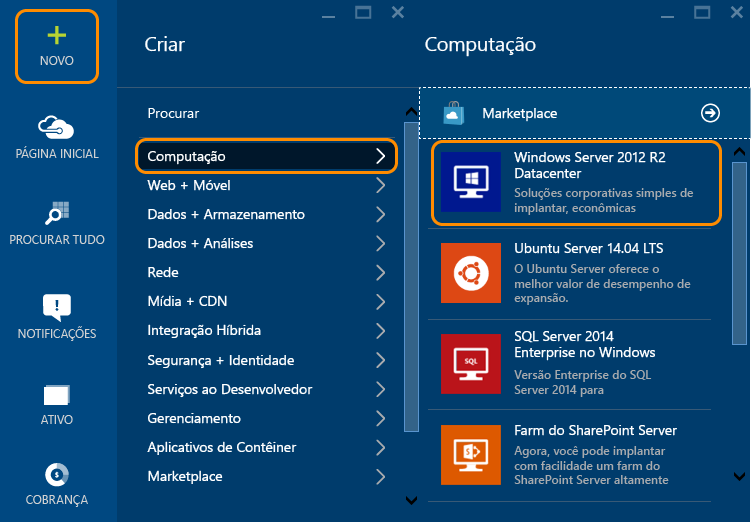 NOVO
PÁGINA INICIAL
PROCURAR TUDO
!
NOTIFICAÇÕES
ATIVO
$
COBRANÇA
Criar
Procurar
Computação
Web + Móvel
Dados + Armazenamento
Dados + Análises
Rede
Mídia + CDN
Integração Híbrida
Segurança + Identidade
Serviços ao Desenvolvedor
Gerenciamento
Aplicativos de Contêiner
Marketplace
Computação
Marketplace
Windows Server 2012 R2
Datacenter
Soluções corporativas simples de
implantar, econômicas
Ubuntu Server 14.04 LTS
O Ubuntu Server oferece o
melhor valor de desempenho de
expansão.
SQL
SQL Server 2014
Enterprise no Windows
Versão Enterprise do SQL
Server 2014 para
S
Farm do SharePoint Server
Agora, você pode implantar
com facilidade um farm do
SharePoint Server altamente